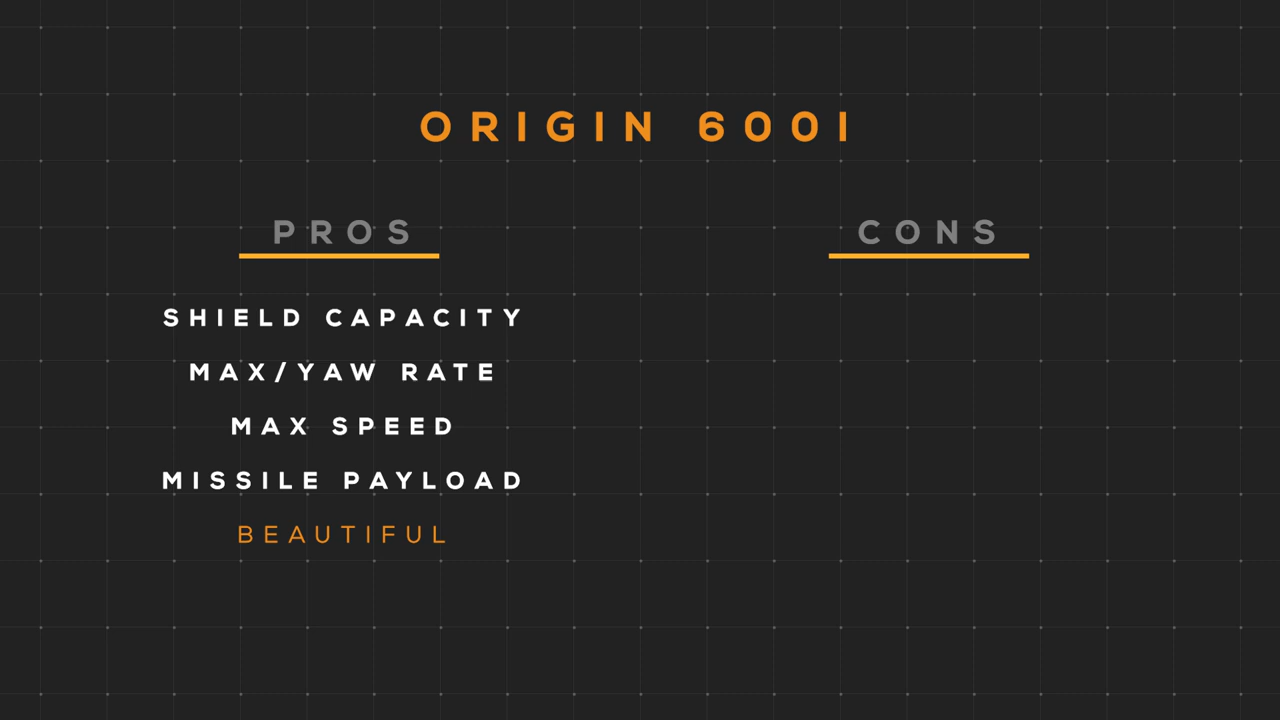 ORIGIN 600I
PROS
CONS
SHIELD CAPACITY
MAX/YAW RATE
MAX SPEED
MISSILE PAYLOAD
BEAUTIFUL